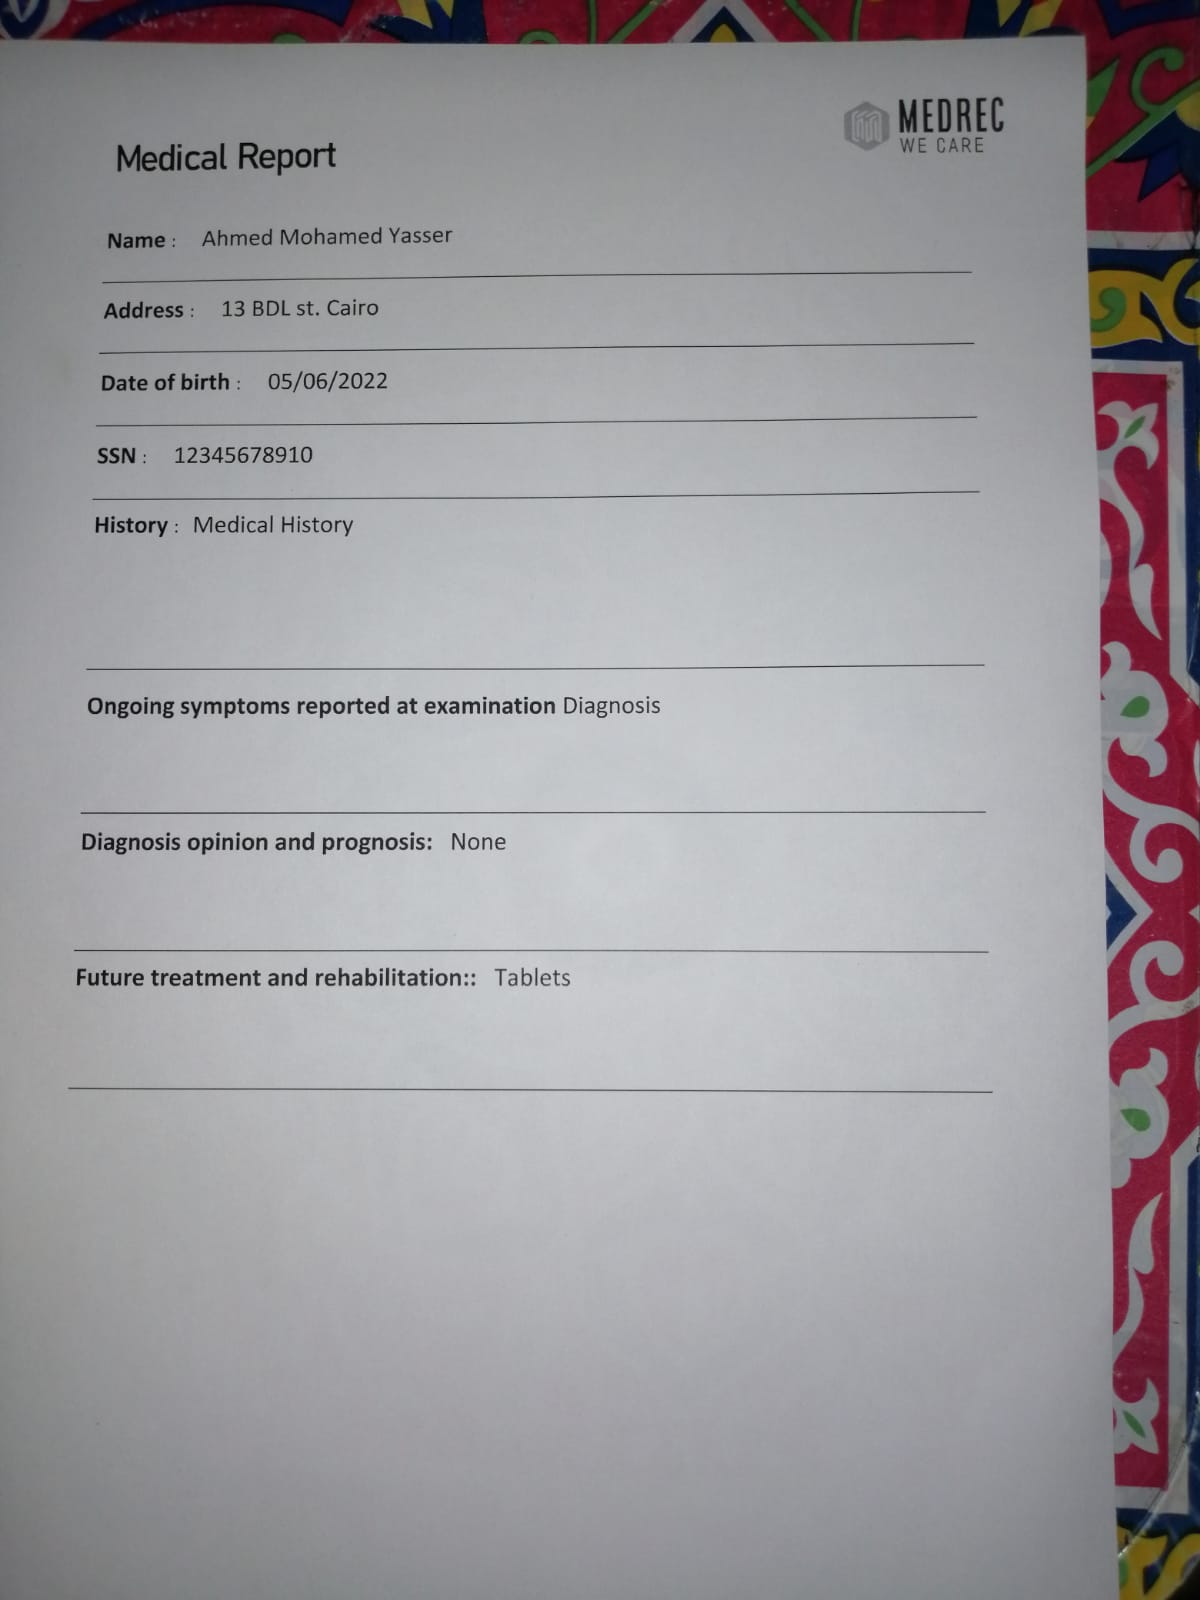 MEDREC
WE CARE
Medical Report
Name : Ahmed Mohamed Yasser
Address : 13 BDL st. Cairo
Date of birth : 05/06/2022
SSN : 12345678910
History : Medical History
Ongoing symptoms reported at examination Diagnosis
Diagnosis opinion and prognosis: None
Future treatment and rehabilitation:: Tablets